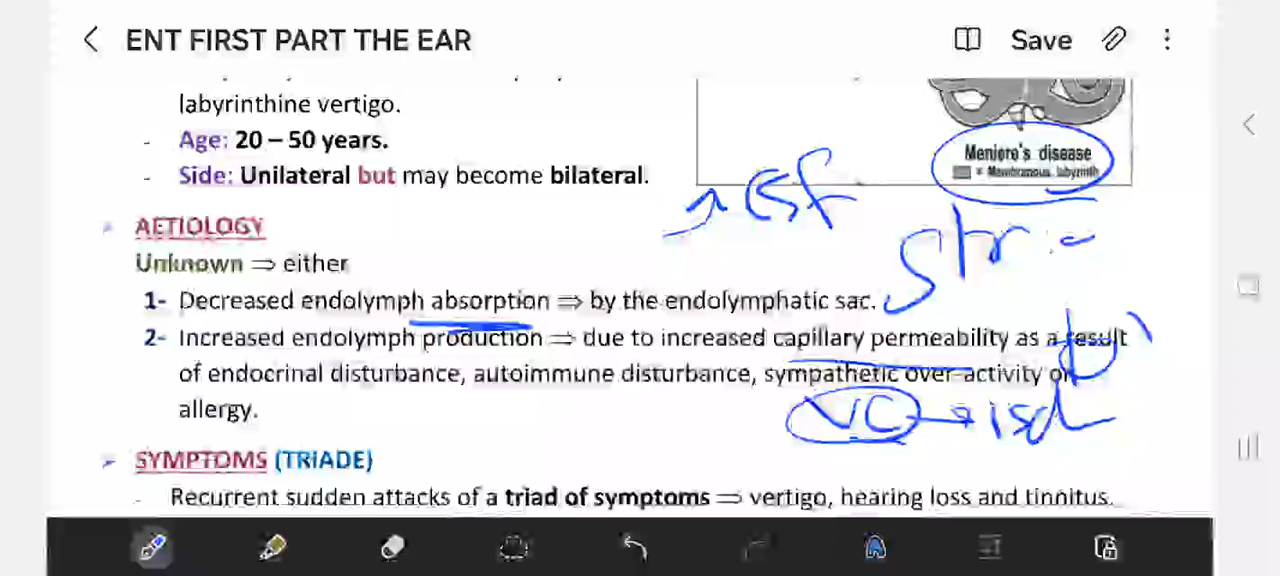 ENT FIRST PART THE EAR
Save
labyrinthine vertigo.
- Age: 20 – 50 years.
- Side: Unilateral but may become bilateral.
Meniere's disease
= Membranous labyrinth
AETIOLOGY
Unknown ⇒ either
1- Decreased endolymph absorption ⇒ by the endolymphatic sac.
2- Increased endolymph production ⇒ due to increased capillary permeability as a result
of endocrinal disturbance, autoimmune disturbance, sympathetic over-activity or
allergy.
VC → isch
SYMPTOMS (TRIADE)
- Recurrent sudden attacks of a triad of symptoms ⇒ vertigo, hearing loss and tinnitus.